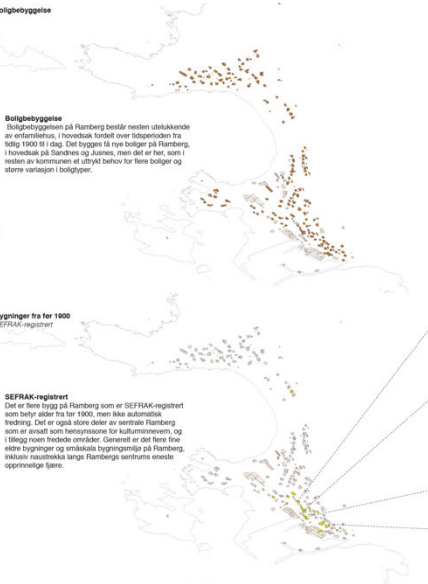 oligbebyggelse
Boligbebyggelse
Boligbebyggelsen på Ramberg består nesten utelukkende
av enfamiliehus, i hovedsak fordelt over tidsperioden fra
tidlig 1900 til i dag. Det bygges få nye boliger på Ramberg,
i hovedsak på Sandnes og Jusnes, men det er her, som i
resten av kommunen et uttrykt behov for flere boliger og
større variasjon i boligtyper.
ygninger fra før 1900
EFRAK-registrert
SEFRAK-registrert
Det er flere bygg på Ramberg som er SEFRAK-registrert
som betyr alder fra før 1900, men ikke automatisk
fredning. Det er også store deler av sentrale Ramberg
som er avsatt som hensynssone for kulturminnevern, og
i tillegg noen fredede områder. Generelt er det flere fine
eldre bygninger og småskala bygningsmiljø på Ramberg,
inklusiv naustrekka langs Rambergs sentrums eneste
opprinnelige fjære.